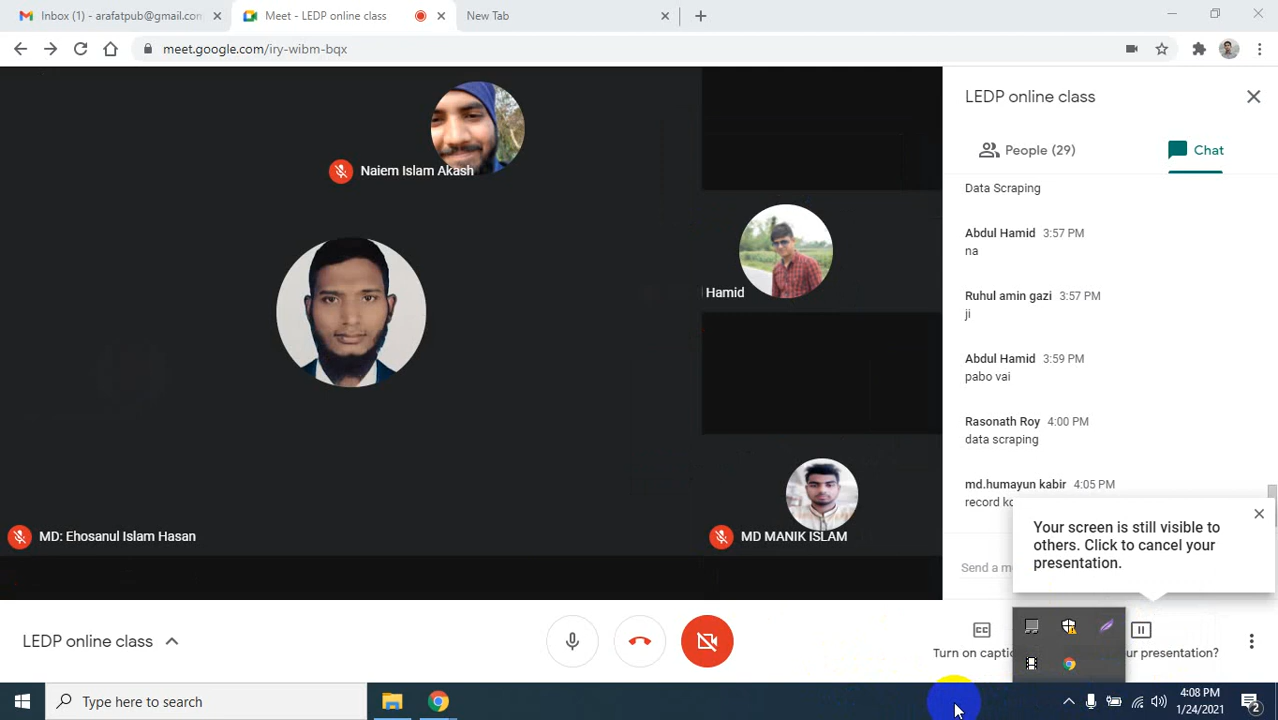 Inbox (1) - arafatpub@gmail.com
Meet - LEDP online class
New Tab
meet.google.com/iry-wibm-bqx
LEDP online class
People (29)
Chat
Data Scraping
Abdul Hamid 3:57 PM
na
Ruhul amin gazi 3:57 PM
ji
Abdul Hamid 3:59 PM
pabo vai
Rasonath Roy 4:00 PM
data scraping
md.humayun kabir 4:05 PM
record
Your screen is still visible to
others. Click to cancel your
presentation.
Send a
Naiem Islam Akash
Hamid
MD: Ehosanul Islam Hasan
MD MANIK ISLAM
LEDP online class
Turn on
your presentation?
Type here to search
4:08 PM
1/24/2021
2